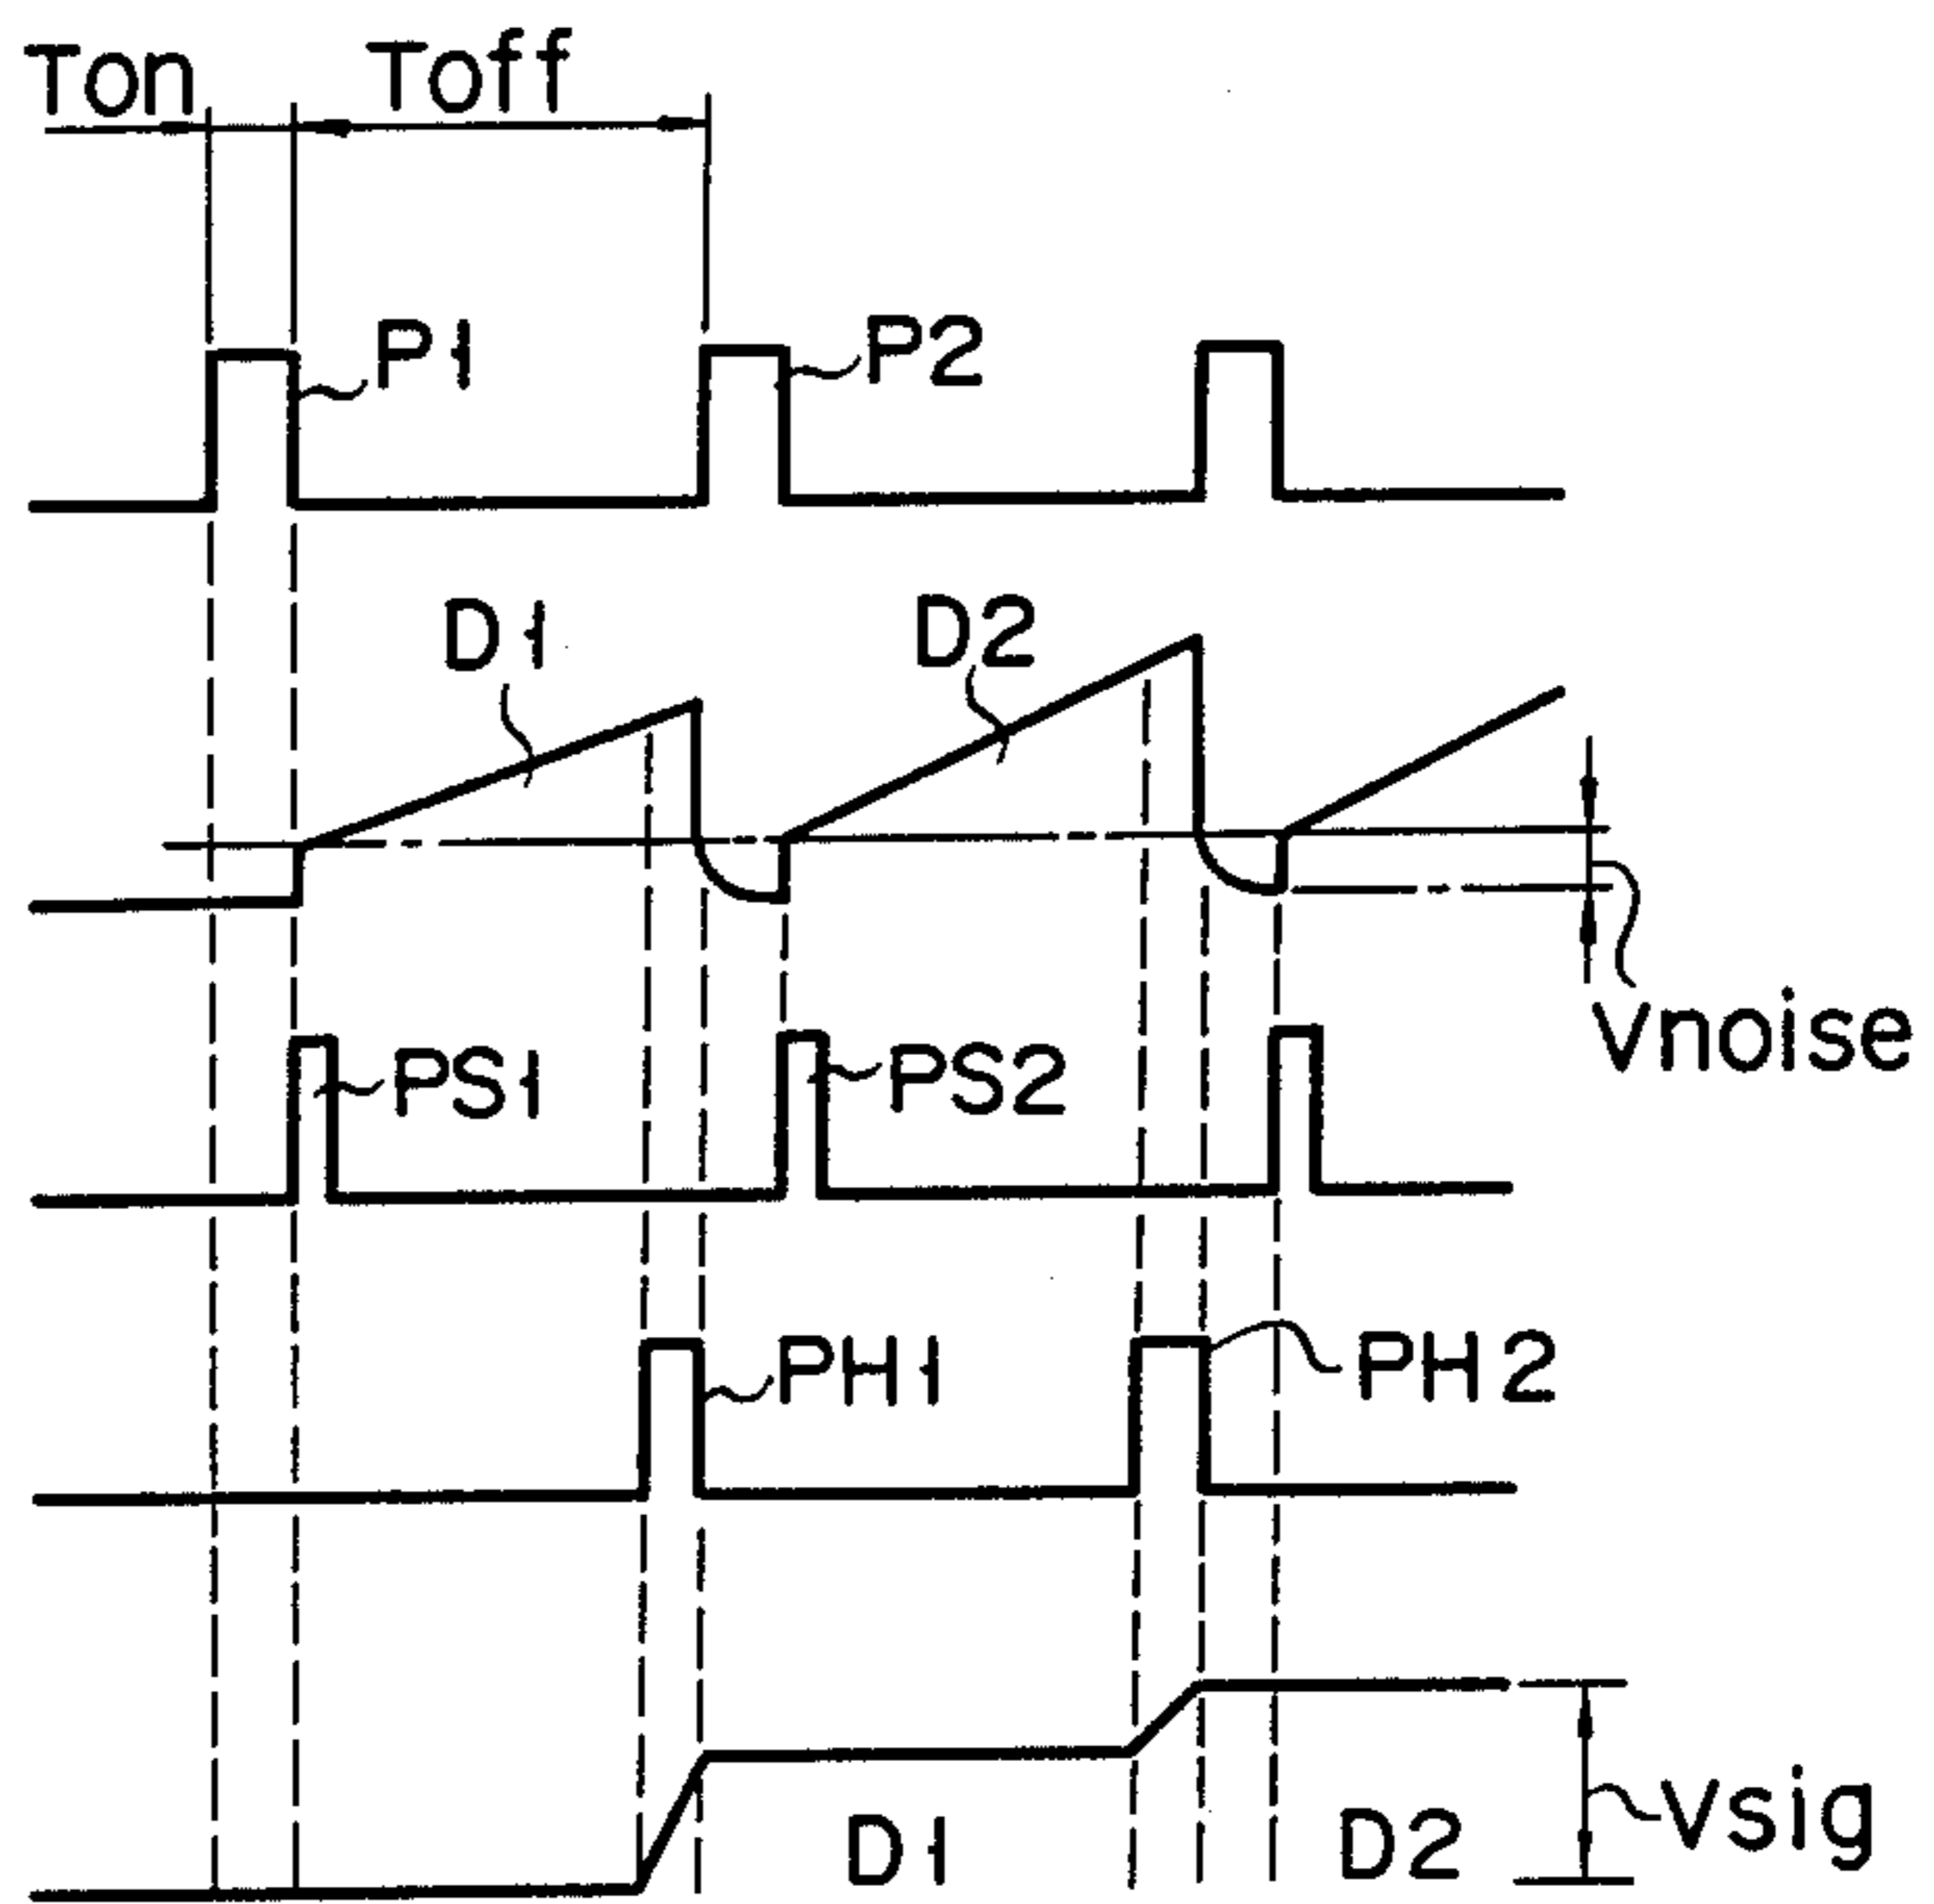 Ton Toff
P1 P2
D1 D2
Vnoise
PS1 PS2
PH1 PH2
Vsig
D1 D2